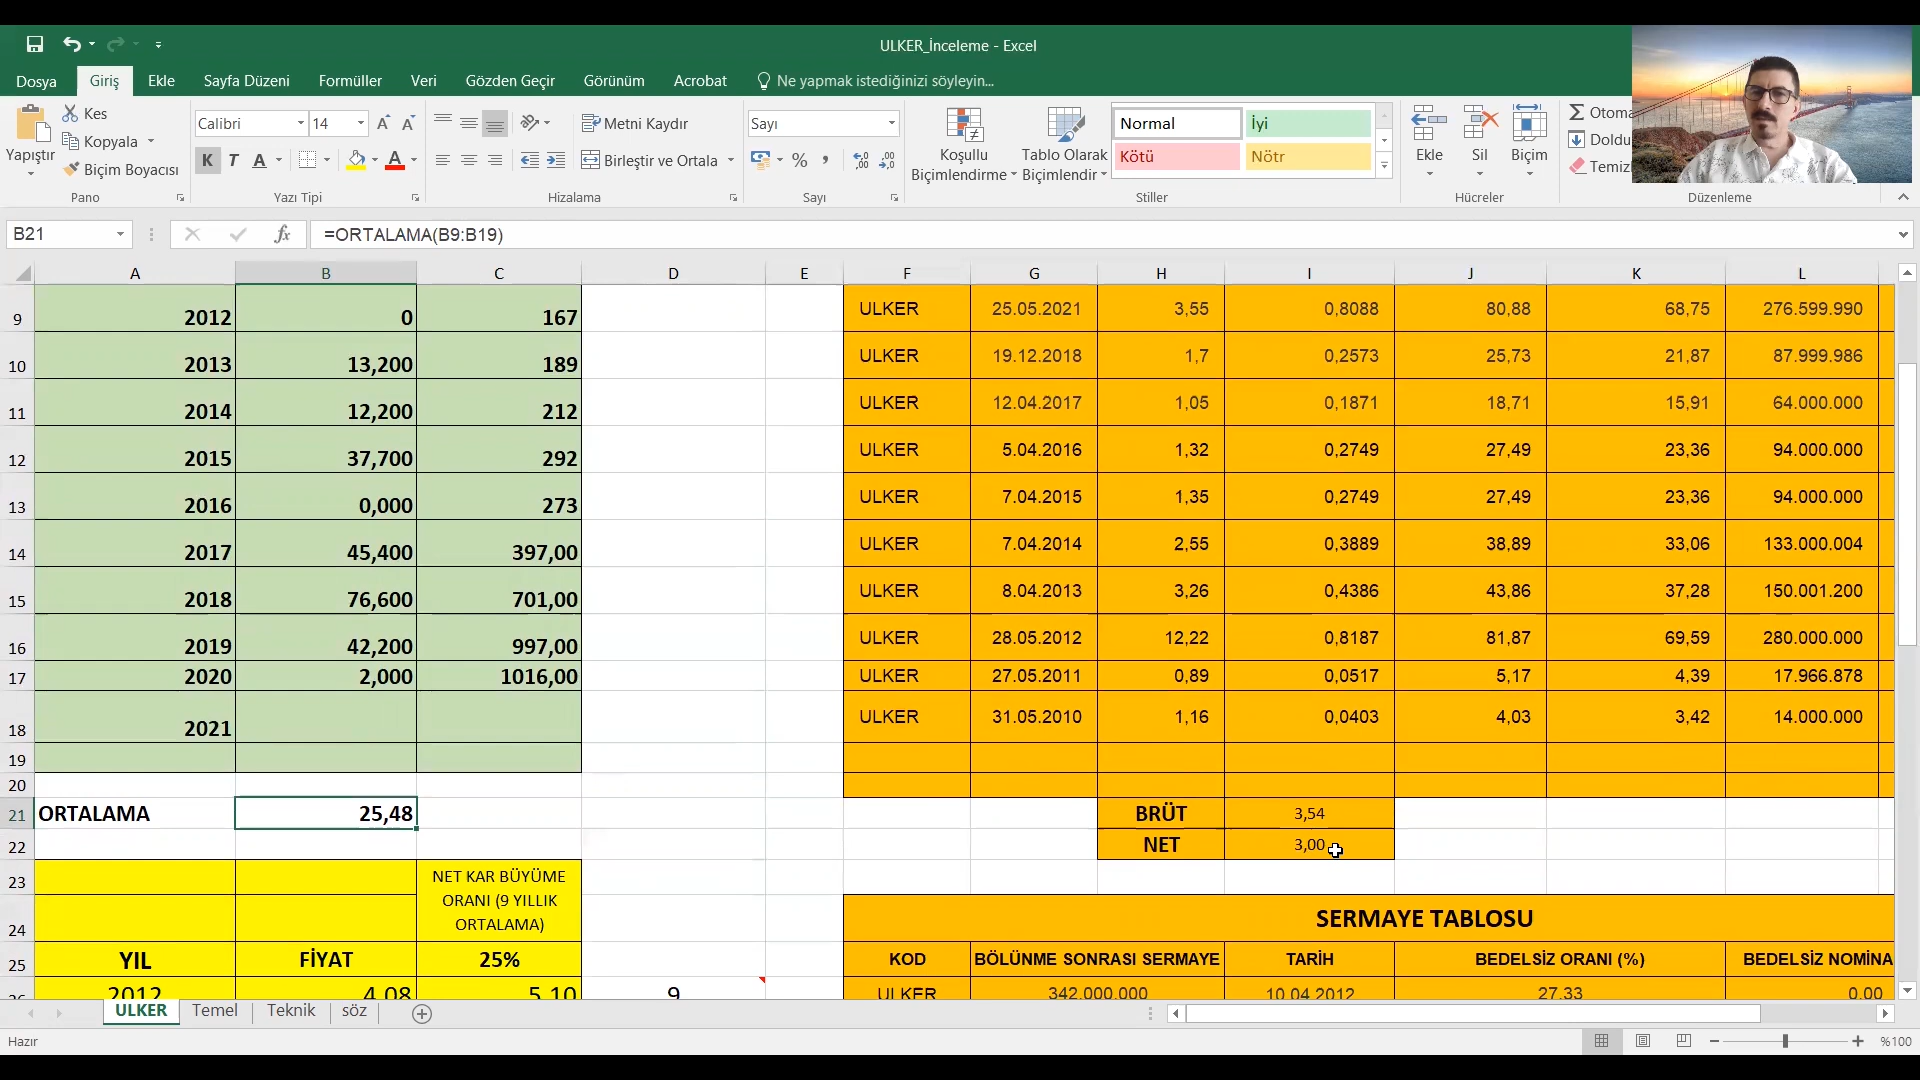 ULKER_İnceleme - Excel
Dosya Giriş Ekle Sayfa Düzeni Formüller Veri Gözden Geçir Görünüm Acrobat Ne yapmak istediğinizi söyleyin...
Yapıştır
Kes
Kopyala
Biçim Boyacısı
Pano
Calibri 14
K T A A
Yazı Tipi
Metni Kaydır
Birleştir ve Ortala
Hizalama
Sayı
Sayı
Koşullu Biçimlendirme
Tablo Olarak Biçimlendir
Normal İyi
Kötü Nötr
Stiller
Ekle Sil Biçim
Hücreler
Otoma
Doldu
Temiz
Düzenleme
B21 fx =ORTALAMA(B9:B19)
A B C D E F G H I J K L
9 2012 0 167 ULKER 25.05.2021 3,55 0,8088 80,88 68,75 276.599.990
10 2013 13,200 189 ULKER 19.12.2018 1,7 0,2573 25,73 21,87 87.999.986
11 2014 12,200 212 ULKER 12.04.2017 1,05 0,1871 18,71 15,91 64.000.000
12 2015 37,700 292 ULKER 5.04.2016 1,32 0,2749 27,49 23,36 94.000.000
13 2016 0,000 273 ULKER 7.04.2015 1,35 0,2749 27,49 23,36 94.000.000
14 2017 45,400 397,00 ULKER 7.04.2014 2,55 0,3889 38,89 33,06 133.000.004
15 2018 76,600 701,00 ULKER 8.04.2013 3,26 0,4386 43,86 37,28 150.001.200
16 2019 42,200 997,00 ULKER 28.05.2012 12,22 0,8187 81,87 69,59 280.000.000
17 2020 2,000 1016,00 ULKER 27.05.2011 0,89 0,0517 5,17 4,39 17.966.878
18 2021 ULKER 31.05.2010 1,16 0,0403 4,03 3,42 14.000.000
19
20
21 ORTALAMA 25,48 BRÜT 3,54
22 NET 3,00
23 NET KAR BÜYÜME
ORANI (9 YILLIK
24 ORTALAMA) SERMAYE TABLOSU
25 YIL FİYAT 25% KOD BÖLÜNME SONRASI SERMAYE TARİH BEDELSİZ ORANI (%) BEDELSİZ NOMİNA
26 2012 4,08 5,10 9 ULKER 342.000.000 10.04.2012 27,33 0,00
ULKER Temel Teknik söz
Hazır %100